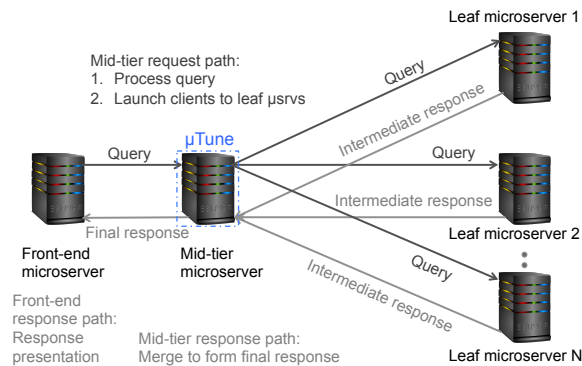 Leaf microserver 1
Mid-tier request path:
1. Process query
2. Launch clients to leaf μsrvs
Query
Intermediate response
μTune
Query
Query
Intermediate response
Final response
Leaf microserver 2
Front-end
microserver
Mid-tier
microserver
Query
Intermediate response
Front-end
response path:
Response
presentation
Mid-tier response path:
Merge to form final response
Leaf microserver N